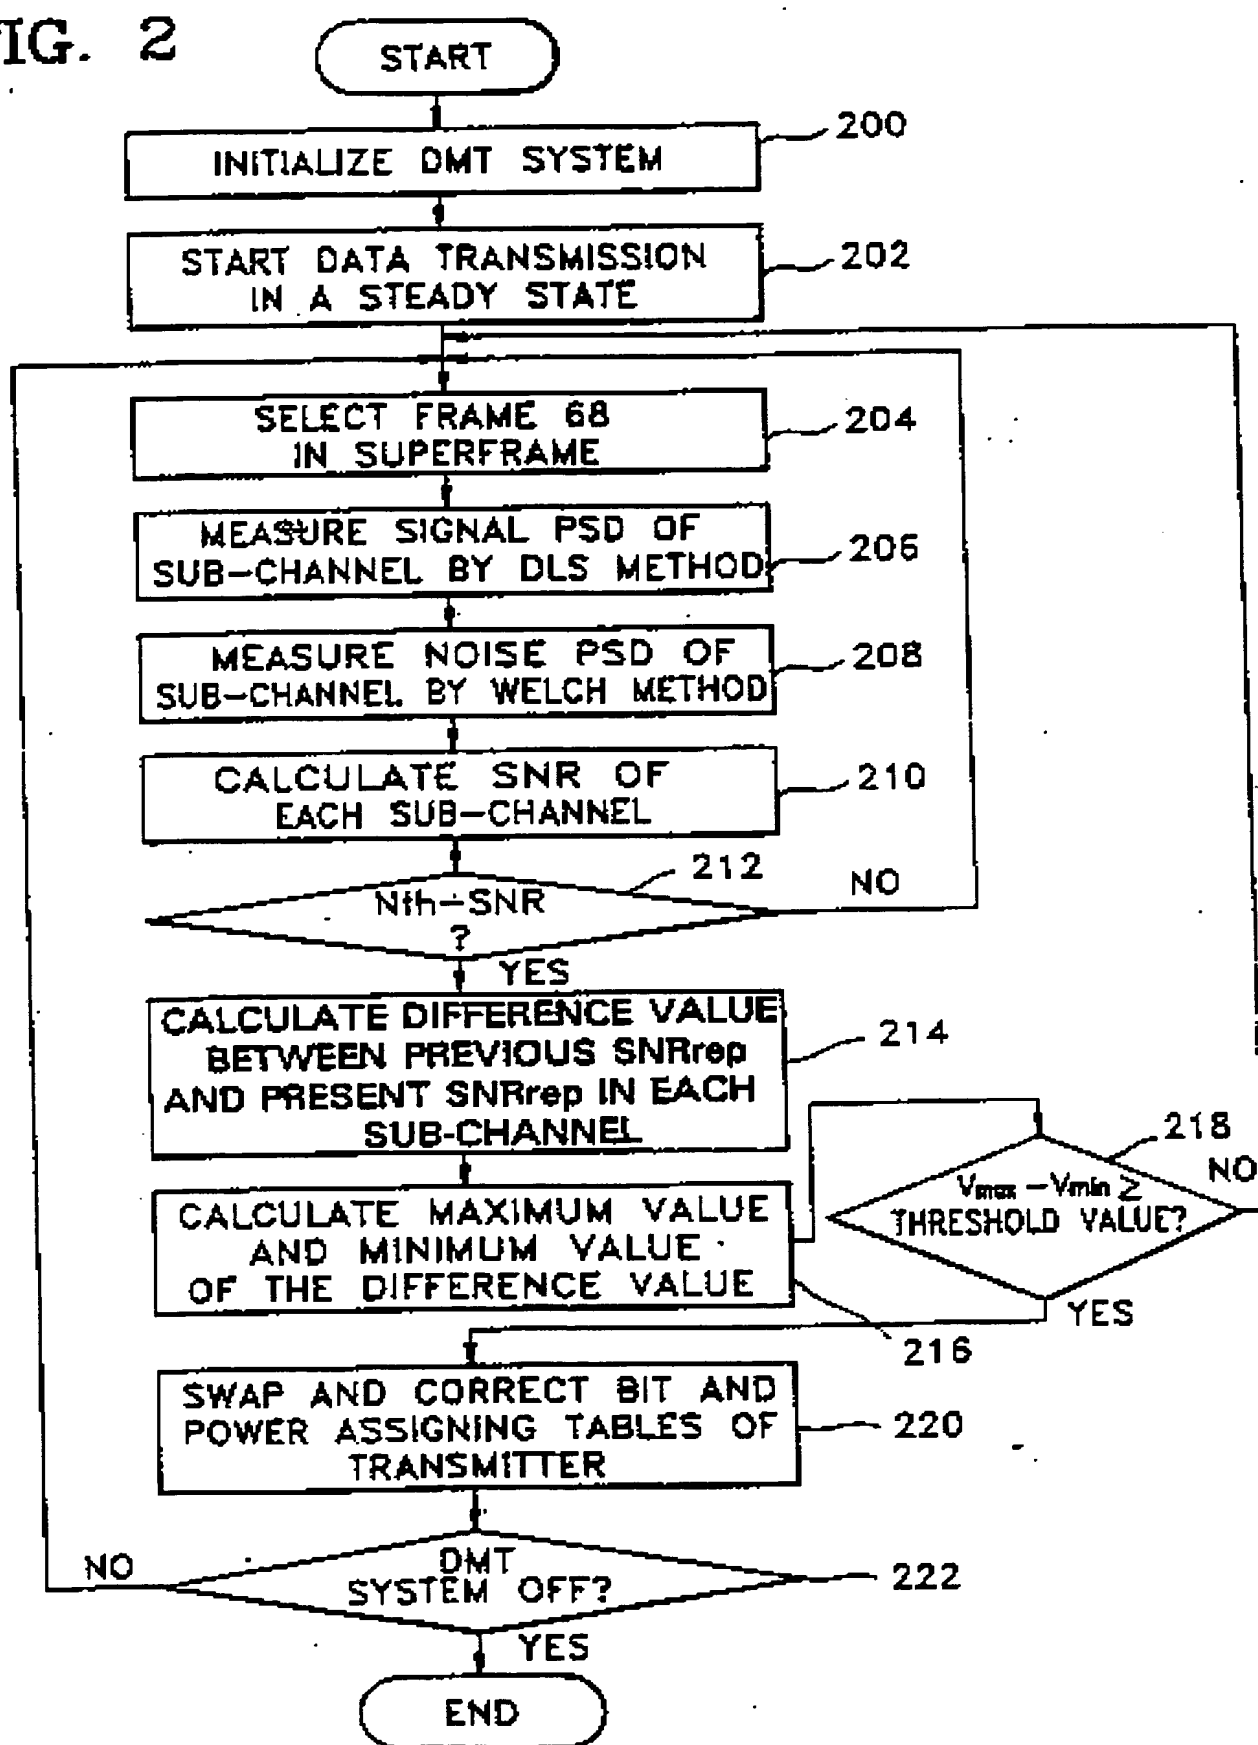 IG. 2
START
INITIALIZE DMT SYSTEM
200
START DATA TRANSMISSION
IN A STEADY STATE
202
SELECT FRAME 68
IN SUPERFRAME
204
MEASURE SIGNAL PSD OF
SUB-CHANNEL BY DLS METHOD
206
MEASURE NOISE PSD OF
SUB-CHANNEL BY WELCH METHOD
208
CALCULATE SNR OF
EACH SUB-CHANNEL
210
Nth-SNR
?
212
NO
YES
CALCULATE DIFFERENCE VALUE
BETWEEN PREVIOUS SNRrep
AND PRESENT SNRrep IN EACH
SUB-CHANNEL
214
CALCULATE MAXIMUM VALUE
AND MINIMUM VALUE
OF THE DIFFERENCE VALUE
216
Vmax - Vmin ≥
THRESHOLD VALUE?
218
NO
YES
SWAP AND CORRECT BIT AND
POWER ASSIGNING TABLES OF
TRANSMITTER
220
DMT
SYSTEM OFF?
222
NO
YES
END